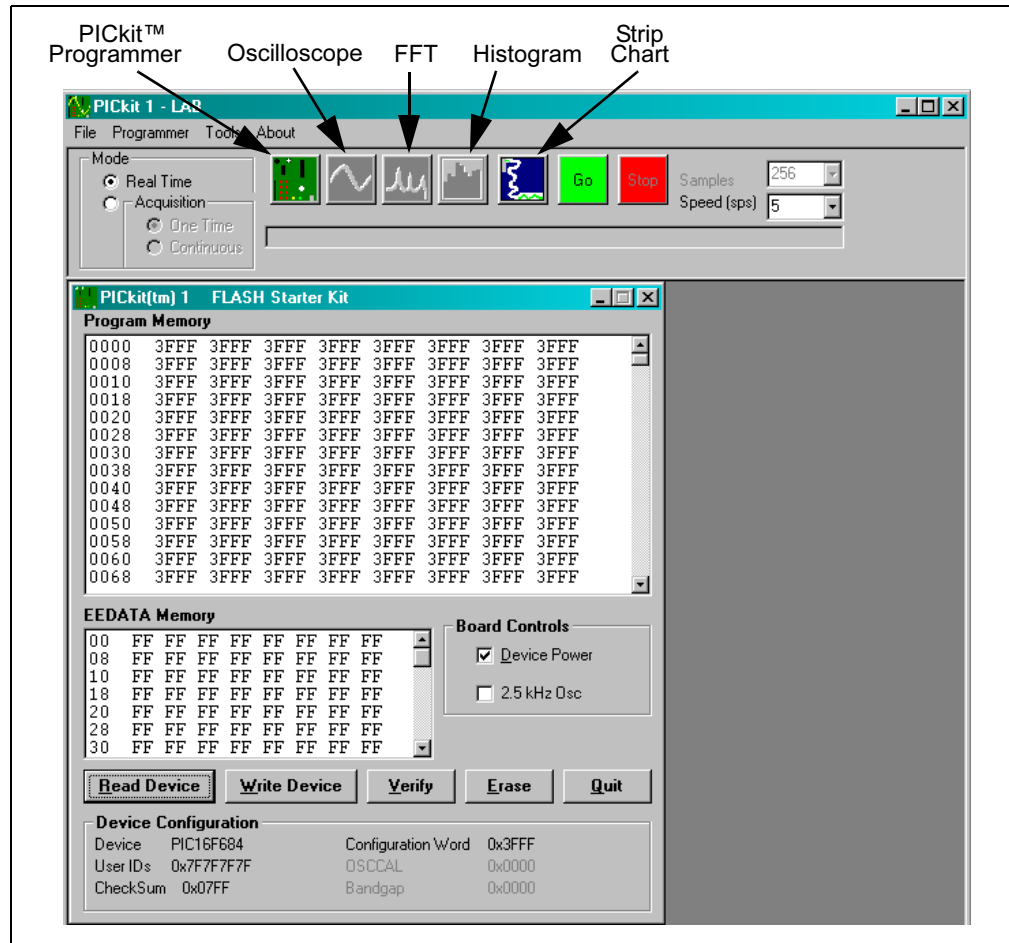 PICkit™ Programmer
Oscilloscope
FFT
Histogram
Strip Chart
PICkit 1 - LAB
File Programmer Tools About
Mode
Real Time
Acquisition
One Time
Continuous
Go
Stop
Samples 256
Speed (sps) 5
PICkit(tm) 1 FLASH Starter Kit
Program Memory
0000 3FFF 3FFF 3FFF 3FFF 3FFF 3FFF 3FFF 3FFF
0008 3FFF 3FFF 3FFF 3FFF 3FFF 3FFF 3FFF 3FFF
0010 3FFF 3FFF 3FFF 3FFF 3FFF 3FFF 3FFF 3FFF
0018 3FFF 3FFF 3FFF 3FFF 3FFF 3FFF 3FFF 3FFF
0020 3FFF 3FFF 3FFF 3FFF 3FFF 3FFF 3FFF 3FFF
0028 3FFF 3FFF 3FFF 3FFF 3FFF 3FFF 3FFF 3FFF
0030 3FFF 3FFF 3FFF 3FFF 3FFF 3FFF 3FFF 3FFF
0038 3FFF 3FFF 3FFF 3FFF 3FFF 3FFF 3FFF 3FFF
0040 3FFF 3FFF 3FFF 3FFF 3FFF 3FFF 3FFF 3FFF
0048 3FFF 3FFF 3FFF 3FFF 3FFF 3FFF 3FFF 3FFF
0050 3FFF 3FFF 3FFF 3FFF 3FFF 3FFF 3FFF 3FFF
0058 3FFF 3FFF 3FFF 3FFF 3FFF 3FFF 3FFF 3FFF
0060 3FFF 3FFF 3FFF 3FFF 3FFF 3FFF 3FFF 3FFF
0068 3FFF 3FFF 3FFF 3FFF 3FFF 3FFF 3FFF 3FFF
EEDATA Memory
00 FF FF FF FF FF FF FF FF
08 FF FF FF FF FF FF FF FF
10 FF FF FF FF FF FF FF FF
18 FF FF FF FF FF FF FF FF
20 FF FF FF FF FF FF FF FF
28 FF FF FF FF FF FF FF FF
30 FF FF FF FF FF FF FF FF
Board Controls
Device Power
2.5 kHz Osc
Read Device Write Device Verify Erase Quit
Device Configuration
Device PIC16F684 Configuration Word 0x3FFF
User IDs 0x7F7F7F7F OSCCAL 0x0000
CheckSum 0x07FF Bandgap 0x0000